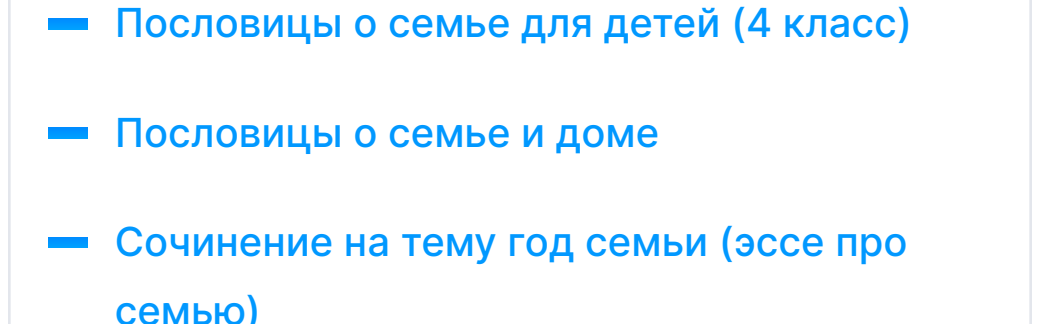 Пословицы о семье для детей (4 класс)
Пословицы о семье и доме
Сочинение на тему год семьи (эссе про
семью)